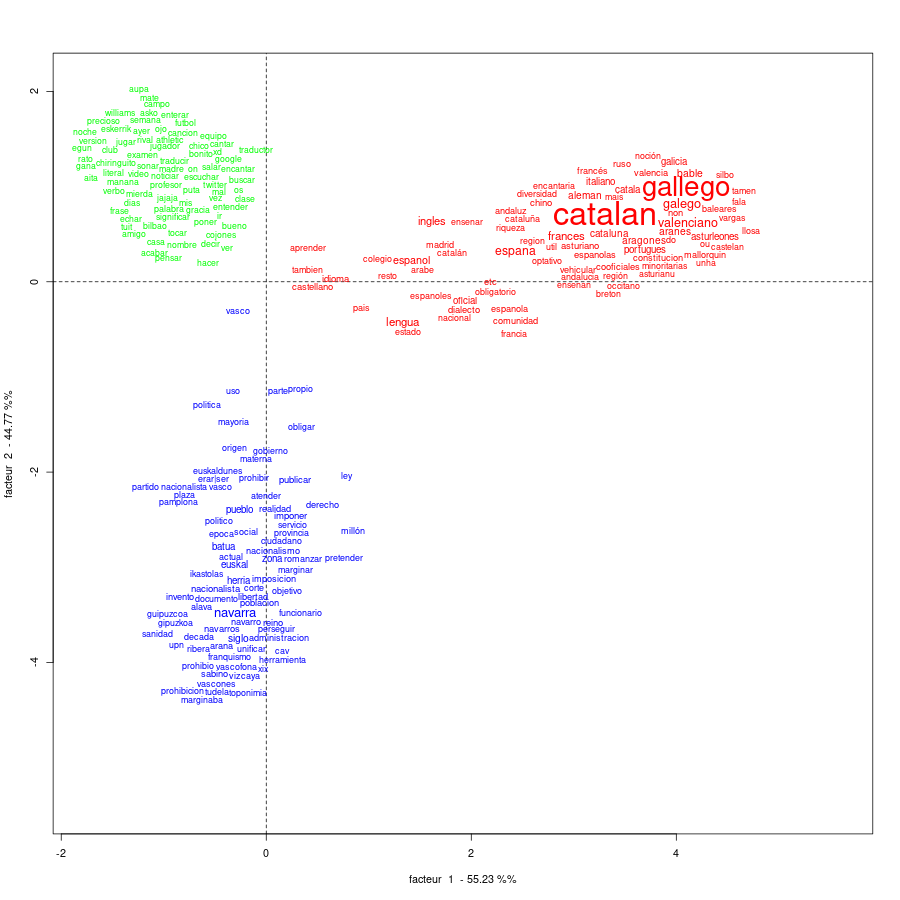 aupa
mate
campo
williams asko
enterar
precioso semana
futbol
noche eskerrik ayer ojo
cancion equipo
version jugar rival athletic
egun club jugador chico cantar
bonito xd traductor
rato examen
chiringuito traducir google
gana sonar
madre on salar encantar
literal video
aita manana noticiar escuchar
buscar
verbo profesor twitter
mierda puta mal os
dias jajaja vez clase
mis
frase palabra gracia entender
echar significar ir
tuit bilbao poner bueno
amigo tocar cojones
casa nombre decir ver
acabar
pensar
hacer
noción
galicia
ruso
francés valencia bable silbo
encantaria italiano
diversidad aleman mais catala gallego tamen
chino galego fala
andaluz catalan non baleares
ingles ensenar cataluña valenciano vargas
riqueza aranes llosa
frances cataluna asturleones
region aragonesdo
aprender madrid util asturiano ou castelan
catalán espana portugues
colegio espanol optativo espanolas constitucion mallorquin
tambien arabe vehicular cooficiales minoritarias unha
resto andalucia región asturianu
idioma etc ensenan occitano
castellano obligatorio breton
espanoles
oficial
pais dialecto espanola
lengua nacional comunidad
estado francia
vasco
uso parte propio
politica
mayoria
obligar
origen gobierno
materna
euskaldunes
erar|ser prohibir publicar ley
partido nacionalista vasco
plaza atender
pamplona derecho
pueblo realidad
imponer
politico servicio
epoca social provincia millón
ciudadano
batua nacionalismo
actual zona romanzar pretender
euskal
ikastolas marginar
herria imposicion
nacionalista corte objetivo
invento documento libertad
alava poblacion
guipuzcoa navarra funcionario
gipuzkoa navarro reino
navarros perseguir
sanidad decada siglo administracion
upn ribera arana unificar cav
franquismo herramienta
prohibio vascofona xix
sabino vizcaya
vascones
prohibicion tudela toponimia
marginaba
2
0
-2
-4
facteur 2 - 44.77 %%
-2 0 2 4
facteur 1 - 55.23 %%